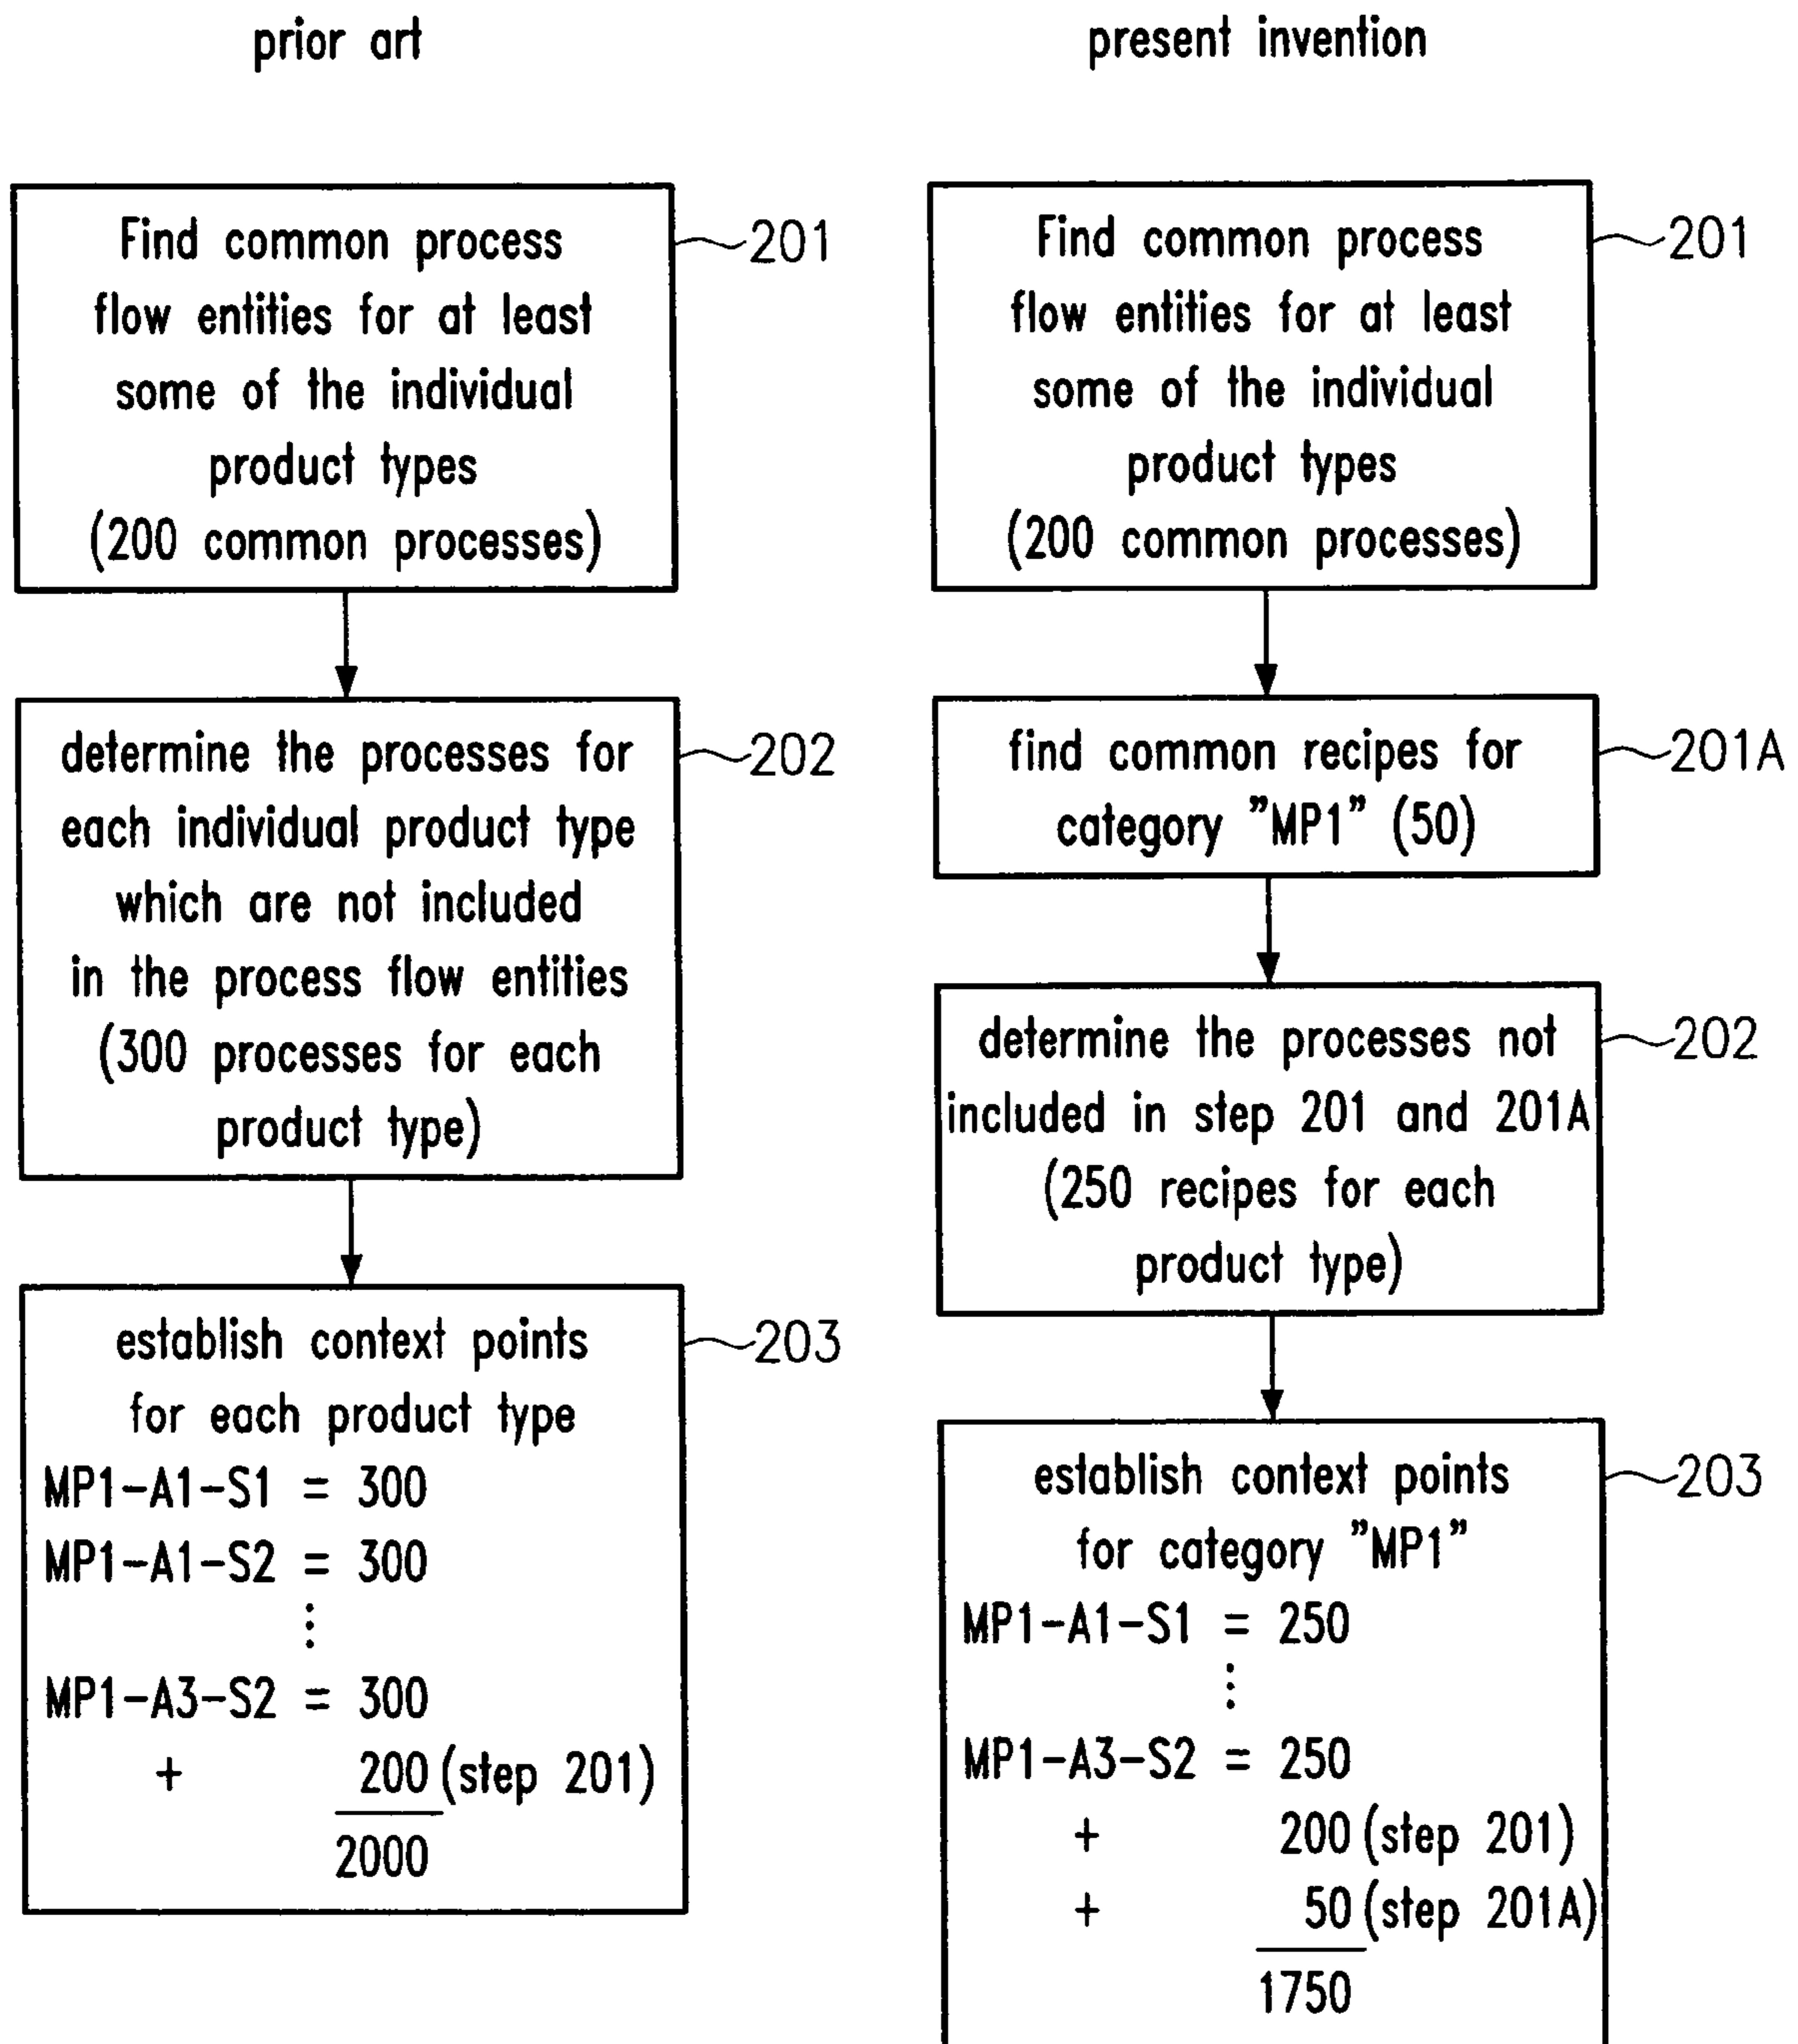 prior art
Find common process
flow entities for at least
some of the individual
product types
(200 common processes)
201
determine the processes for
each individual product type
which are not included
in the process flow entities
(300 processes for each
product type)
202
establish context points
for each product type
MP1-A1-S1 = 300
MP1-A1-S2 = 300
⋮
MP1-A3-S2 = 300
+ 200 (step 201)
2000
203
present invention
Find common process
flow entities for at least
some of the individual
product types
(200 common processes)
201
find common recipes for
category "MP1" (50)
201A
determine the processes not
included in step 201 and 201A
(250 recipes for each
product type)
202
establish context points
for category "MP1"
MP1-A1-S1 = 250
⋮
MP1-A3-S2 = 250
+ 200 (step 201)
+ 50 (step 201A)
1750
203